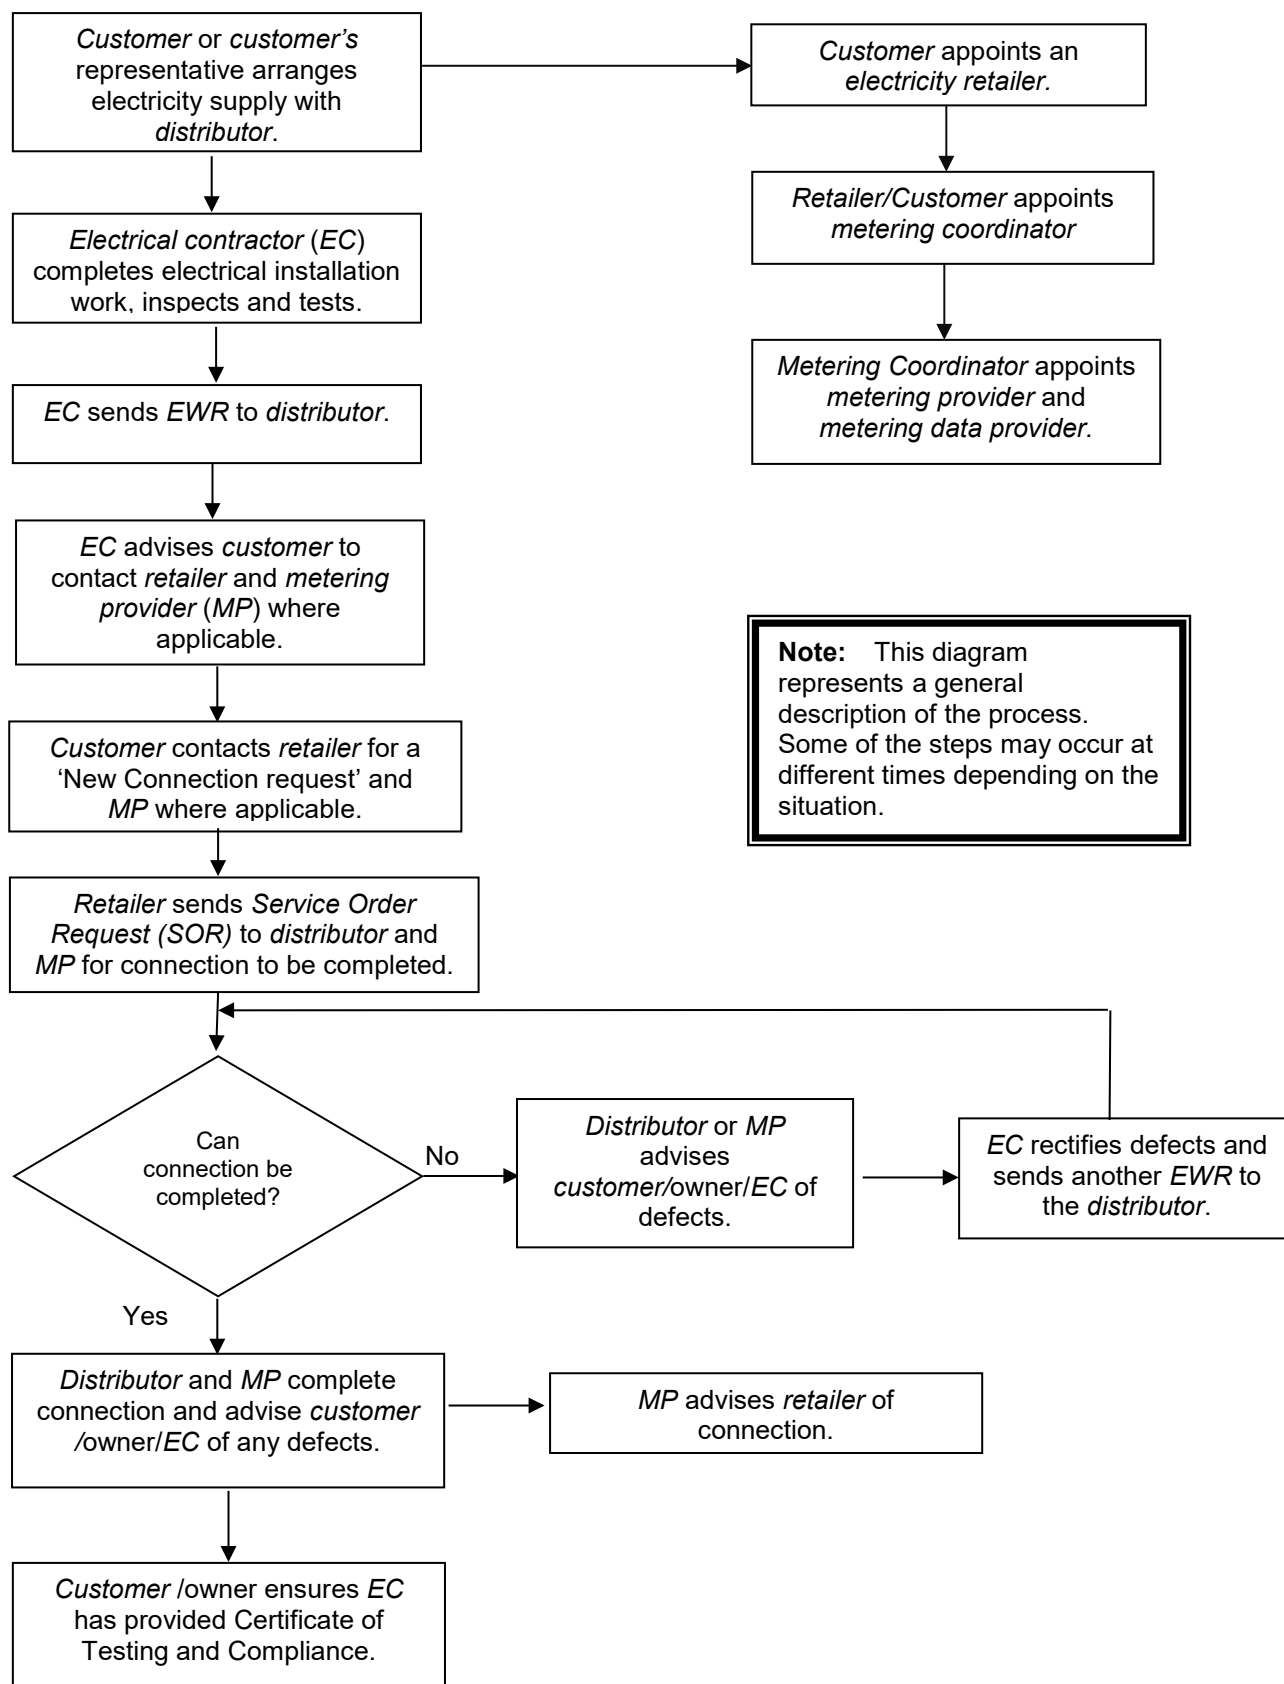 Customer or customer's
representative arranges
electricity supply with
distributor.
Customer appoints an
electricity retailer.
Retailer/Customer appoints
metering coordinator
Metering Coordinator appoints
metering provider and
metering data provider.
Electrical contractor (EC)
completes electrical installation
work, inspects and tests.
EC sends EWR to distributor.
EC advises customer to
contact retailer and metering
provider (MP) where
applicable.
Note: This diagram
represents a general
description of the process.
Some of the steps may occur at
different times depending on the
situation.
Customer contacts retailer for a
‘New Connection request’ and
MP where applicable.
Retailer sends Service Order
Request (SOR) to distributor and
MP for connection to be completed.
Can
connection be
completed?
No
Distributor or MP
advises
customer/owner/EC of
defects.
EC rectifies defects and
sends another EWR to
the distributor.
Yes
Distributor and MP complete
connection and advise customer
/owner/EC of any defects.
MP advises retailer of
connection.
Customer /owner ensures EC
has provided Certificate of
Testing and Compliance.